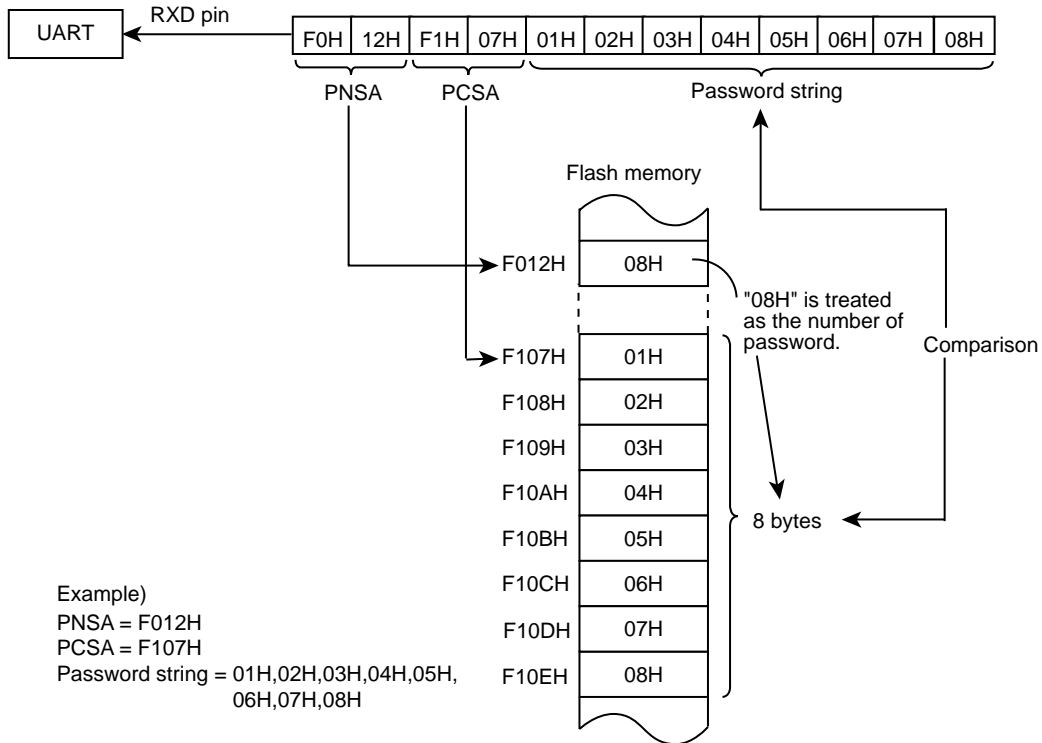 RXD pin
UART
F0H 12H F1H 07H 01H 02H 03H 04H 05H 06H 07H 08H
PNSA PCSA Password string
Flash memory
F012H 08H
"08H" is treated
as the number of
password.
Comparison
F107H 01H
F108H 02H
F109H 03H
F10AH 04H
8 bytes
F10BH 05H
F10CH 06H
F10DH 07H
F10EH 08H
Example)
PNSA = F012H
PCSA = F107H
Password string = 01H,02H,03H,04H,05H,
06H,07H,08H